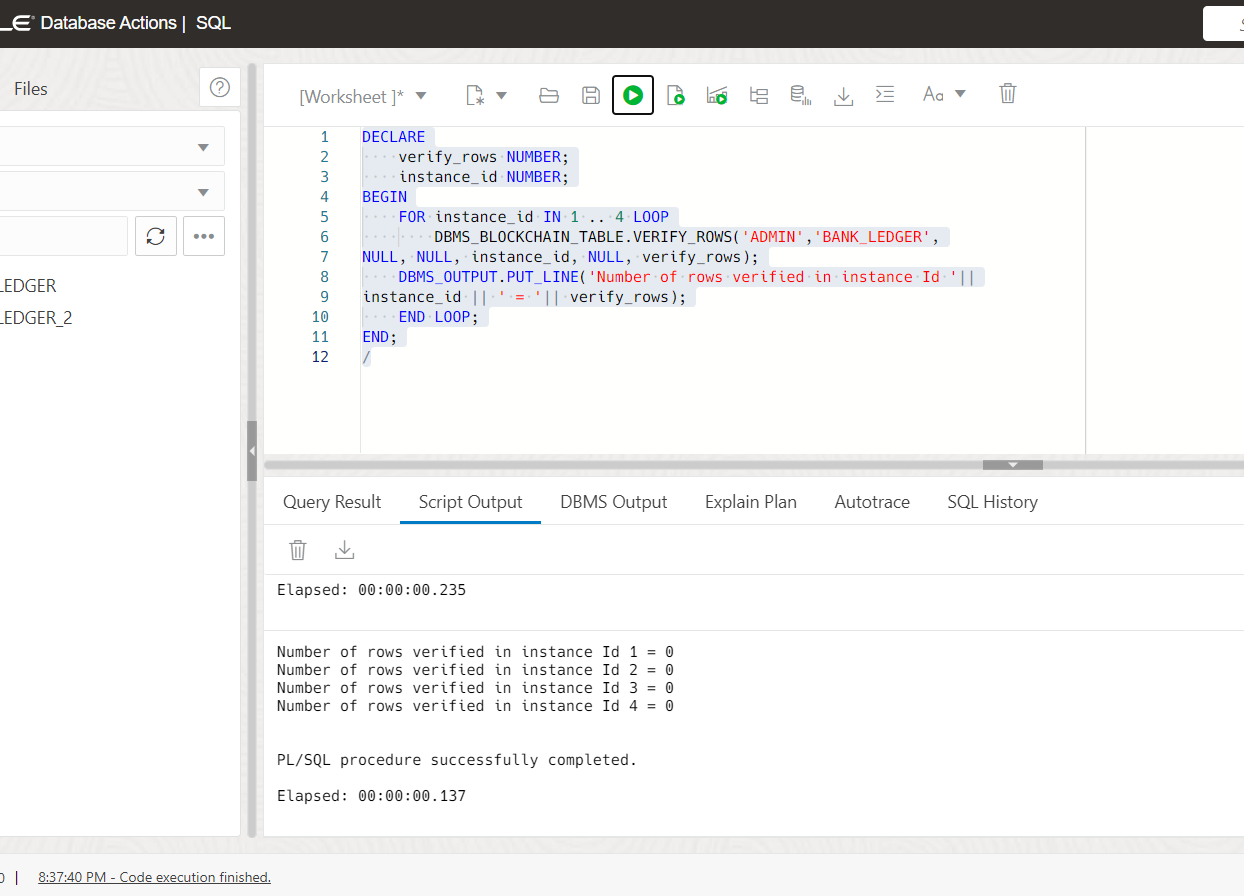 Database Actions | SQL
Files
[Worksheet ]*
Aa
1 DECLARE
2 verify_rows NUMBER;
3 instance_id NUMBER;
4 BEGIN
5 FOR instance_id IN 1 .. 4 LOOP
6 DBMS_BLOCKCHAIN_TABLE.VERIFY_ROWS('ADMIN','BANK_LEDGER',
7 NULL, NULL, instance_id, NULL, verify_rows);
8 DBMS_OUTPUT.PUT_LINE('Number of rows verified in instance Id '||
9 instance_id || ' = '|| verify_rows);
10 END LOOP;
11 END;
12 /
LEDGER
LEDGER_2
Query Result Script Output DBMS Output Explain Plan Autotrace SQL History
Elapsed: 00:00:00.235
Number of rows verified in instance Id 1 = 0
Number of rows verified in instance Id 2 = 0
Number of rows verified in instance Id 3 = 0
Number of rows verified in instance Id 4 = 0
PL/SQL procedure successfully completed.
Elapsed: 00:00:00.137
8:37:40 PM - Code execution finished.